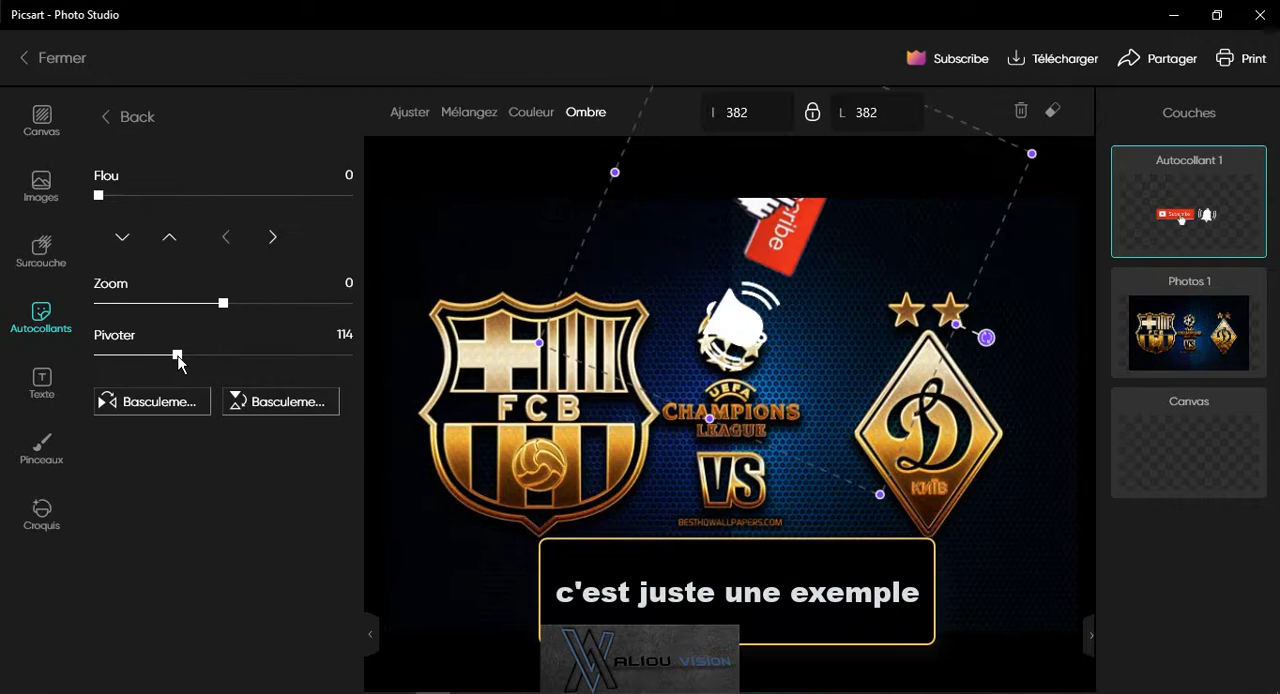 Picsart - Photo Studio
Fermer
Subscribe
Télécharger
Partager
Print
Canvas
Images
Surcouche
Autocollants
Texte
Pinceaux
Croquis
Back
Flou 0
Zoom 0
Pivoter 114
Basculeme...
Basculeme...
Ajuster Mélangez Couleur Ombre
I 382
L 382
FCB
UEFA
CHAMPIONS
LEAGUE
VS
BESTHQWALLPAPERS.COM
КИЇВ
cribe
c'est juste une exemple
ALIOU VISION
Couches
Autocollant 1
Subscribe
Photos 1
Canvas